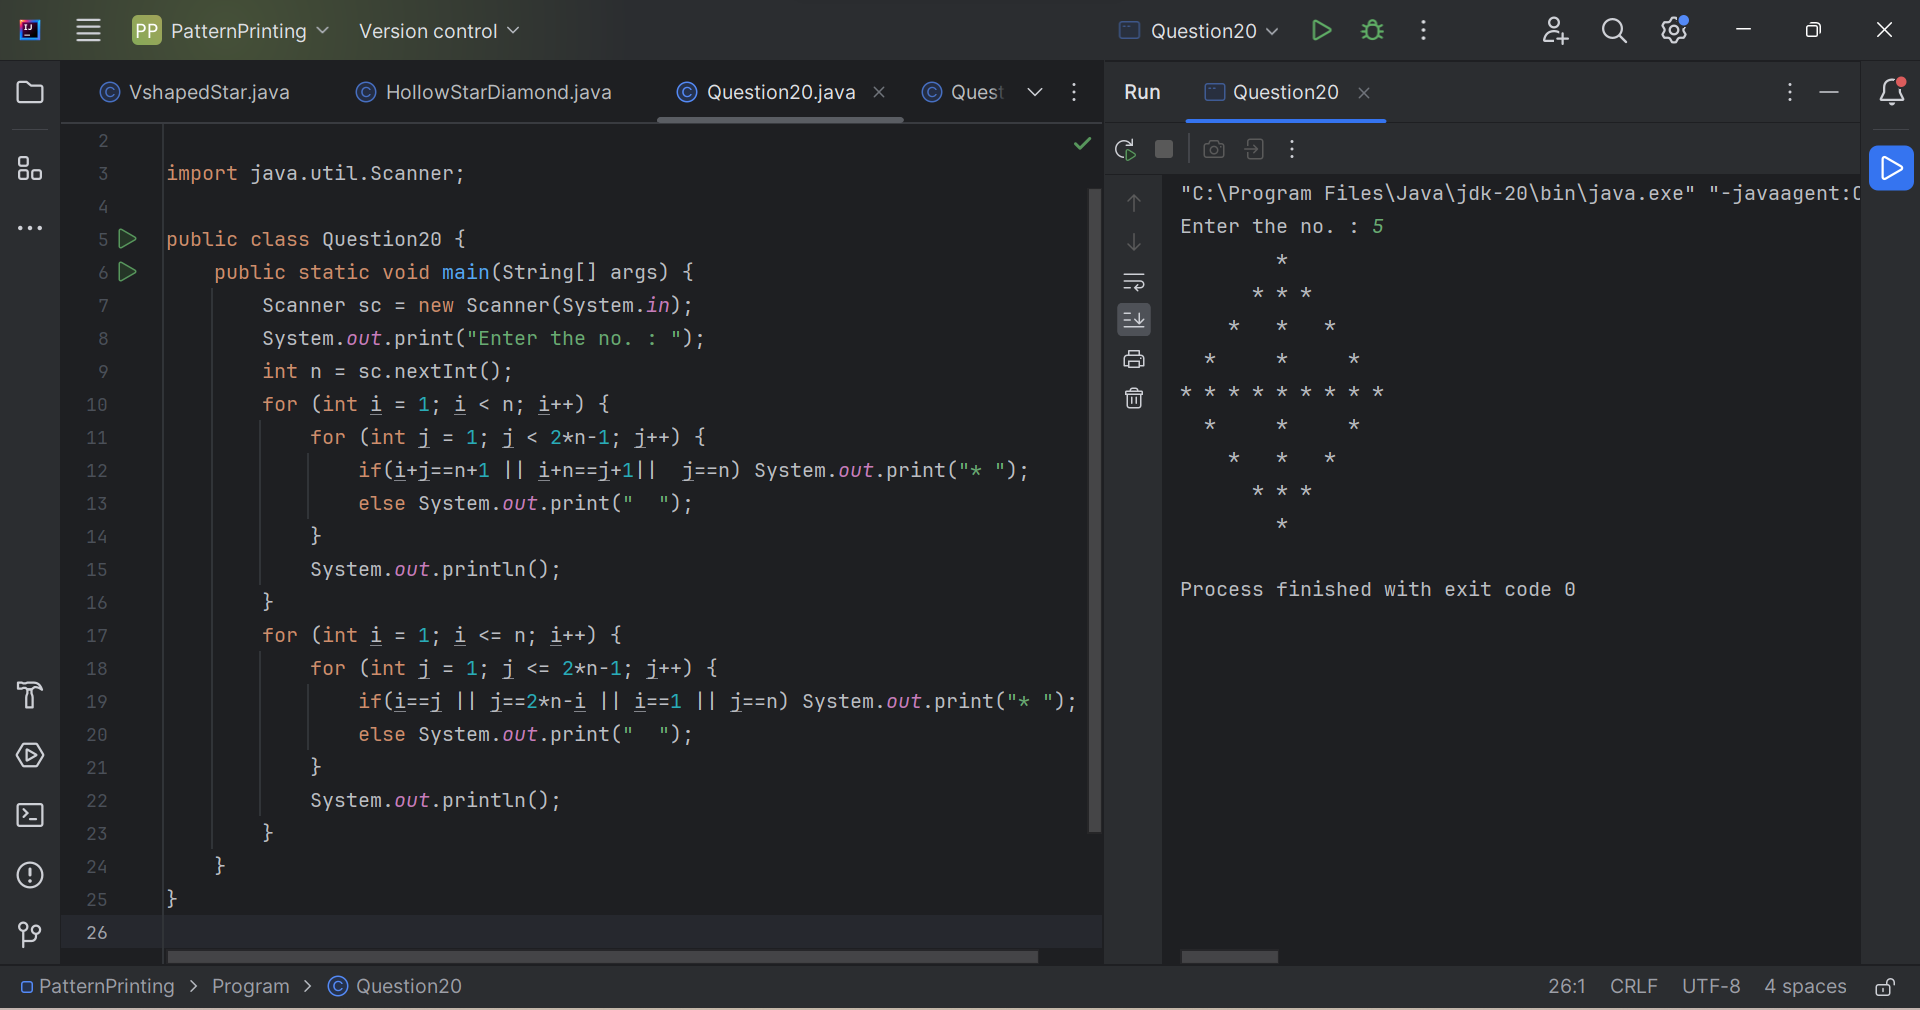 PP PatternPrinting Version control Question20
VshapedStar.java HollowStarDiamond.java Question20.java Quest Run Question20
2
3 import java.util.Scanner;
4
5 public class Question20 {
6     public static void main(String[] args) {
7         Scanner sc = new Scanner(System.in);
8         System.out.print("Enter the no. : ");
9         int n = sc.nextInt();
10         for (int i = 1; i < n; i++) {
11             for (int j = 1; j < 2*n-1; j++) {
12                 if(i+j==n+1 || i+n==j+1||  j==n) System.out.print("* ");
13                 else System.out.print("  ");
14             }
15             System.out.println();
16         }
17         for (int i = 1; i <= n; i++) {
18             for (int j = 1; j <= 2*n-1; j++) {
19                 if(i==j || j==2*n-i || i==1 || j==n) System.out.print("* ");
20                 else System.out.print("  ");
21             }
22             System.out.println();
23         }
24     }
25 }
26
"C:\Program Files\Java\jdk-20\bin\java.exe" "-javaagent:C
Enter the no. : 5
        *
      * * *
    *   *   *
  *     *     *
* * * * * * * * *
  *     *     *
    *   *   *
      * * *
        *
Process finished with exit code 0
PatternPrinting > Program > Question20 26:1 CRLF UTF-8 4 spaces